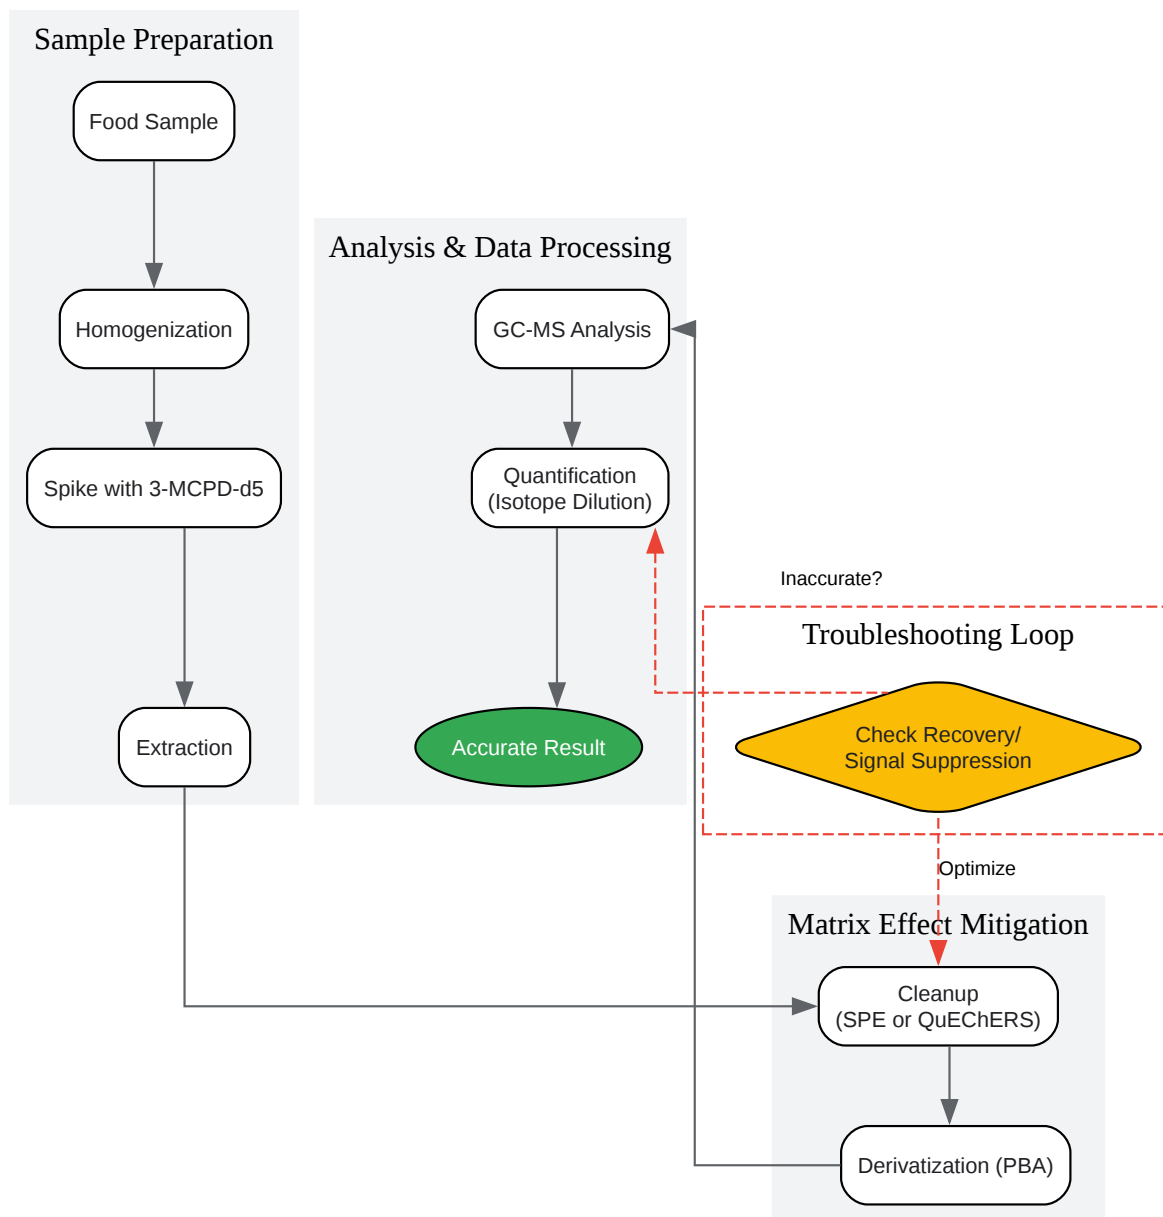 Sample Preparation
Food Sample
Homogenization
Spike with 3-MCPD-d5
Extraction
Analysis & Data Processing
GC-MS Analysis
Quantification
(Isotope Dilution)
Accurate Result
Inaccurate?
Troubleshooting Loop
Check Recovery/
Signal Suppression
Optimize
Matrix Effect Mitigation
Cleanup
(SPE or QuEChERS)
Derivatization (PBA)